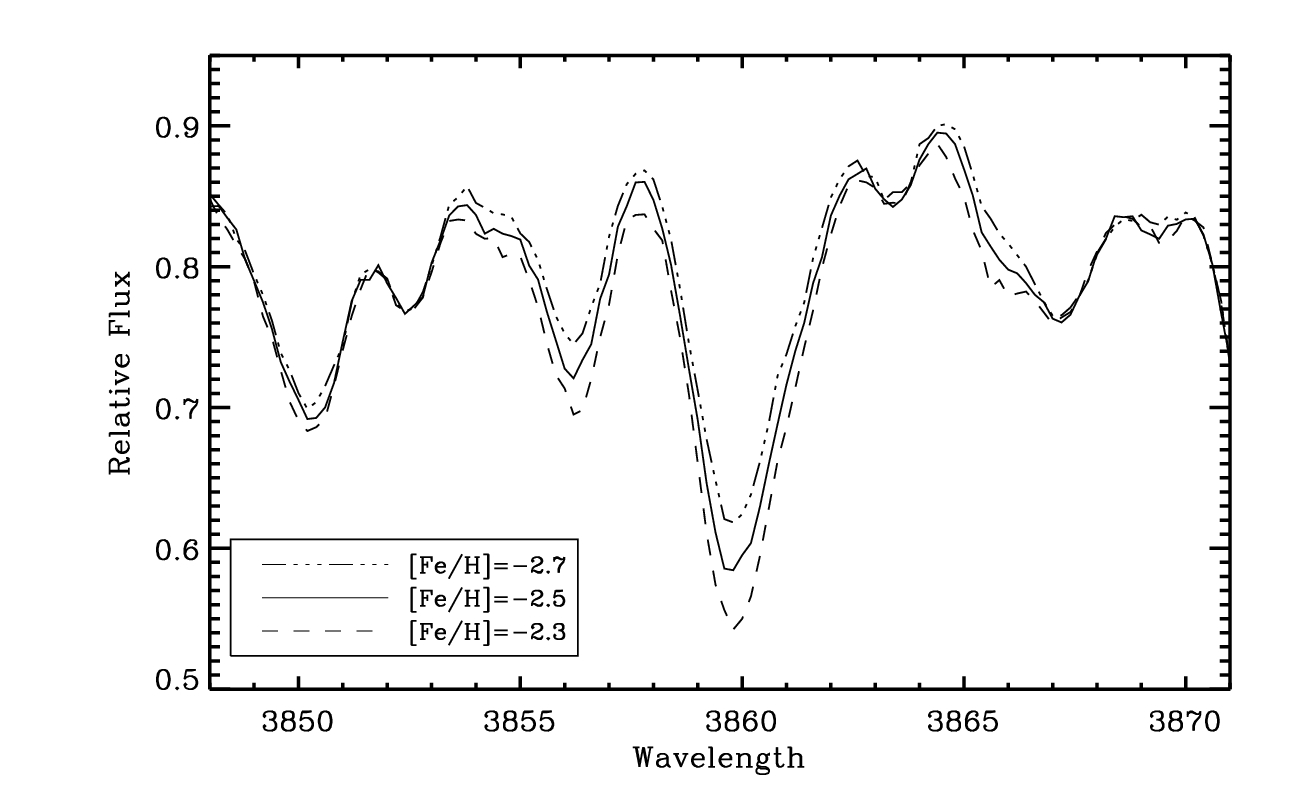 0.9
0.8
0.7
0.6
0.5
Relative Flux
[Fe/H]=−2.7
[Fe/H]=−2.5
[Fe/H]=−2.3
3850 3855 3860 3865 3870
Wavelength